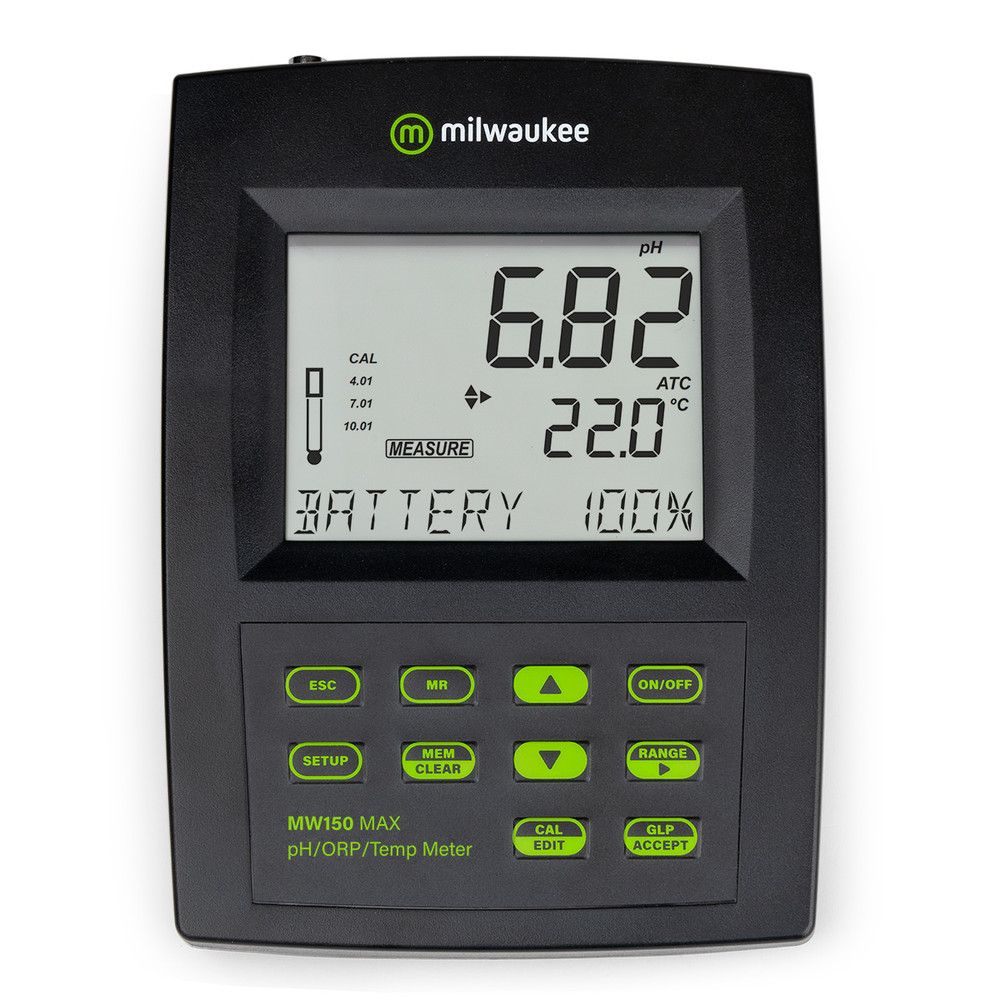 m milwaukee
pH
6.82
CAL
4.01
7.01
10.01
ATC
22.0 °C
MEASURE
BATTERY 100%
ESC
MR
ON/OFF
SETUP
MEM
CLEAR
RANGE
MW150 MAX
pH/ORP/Temp Meter
CAL
EDIT
GLP
ACCEPT